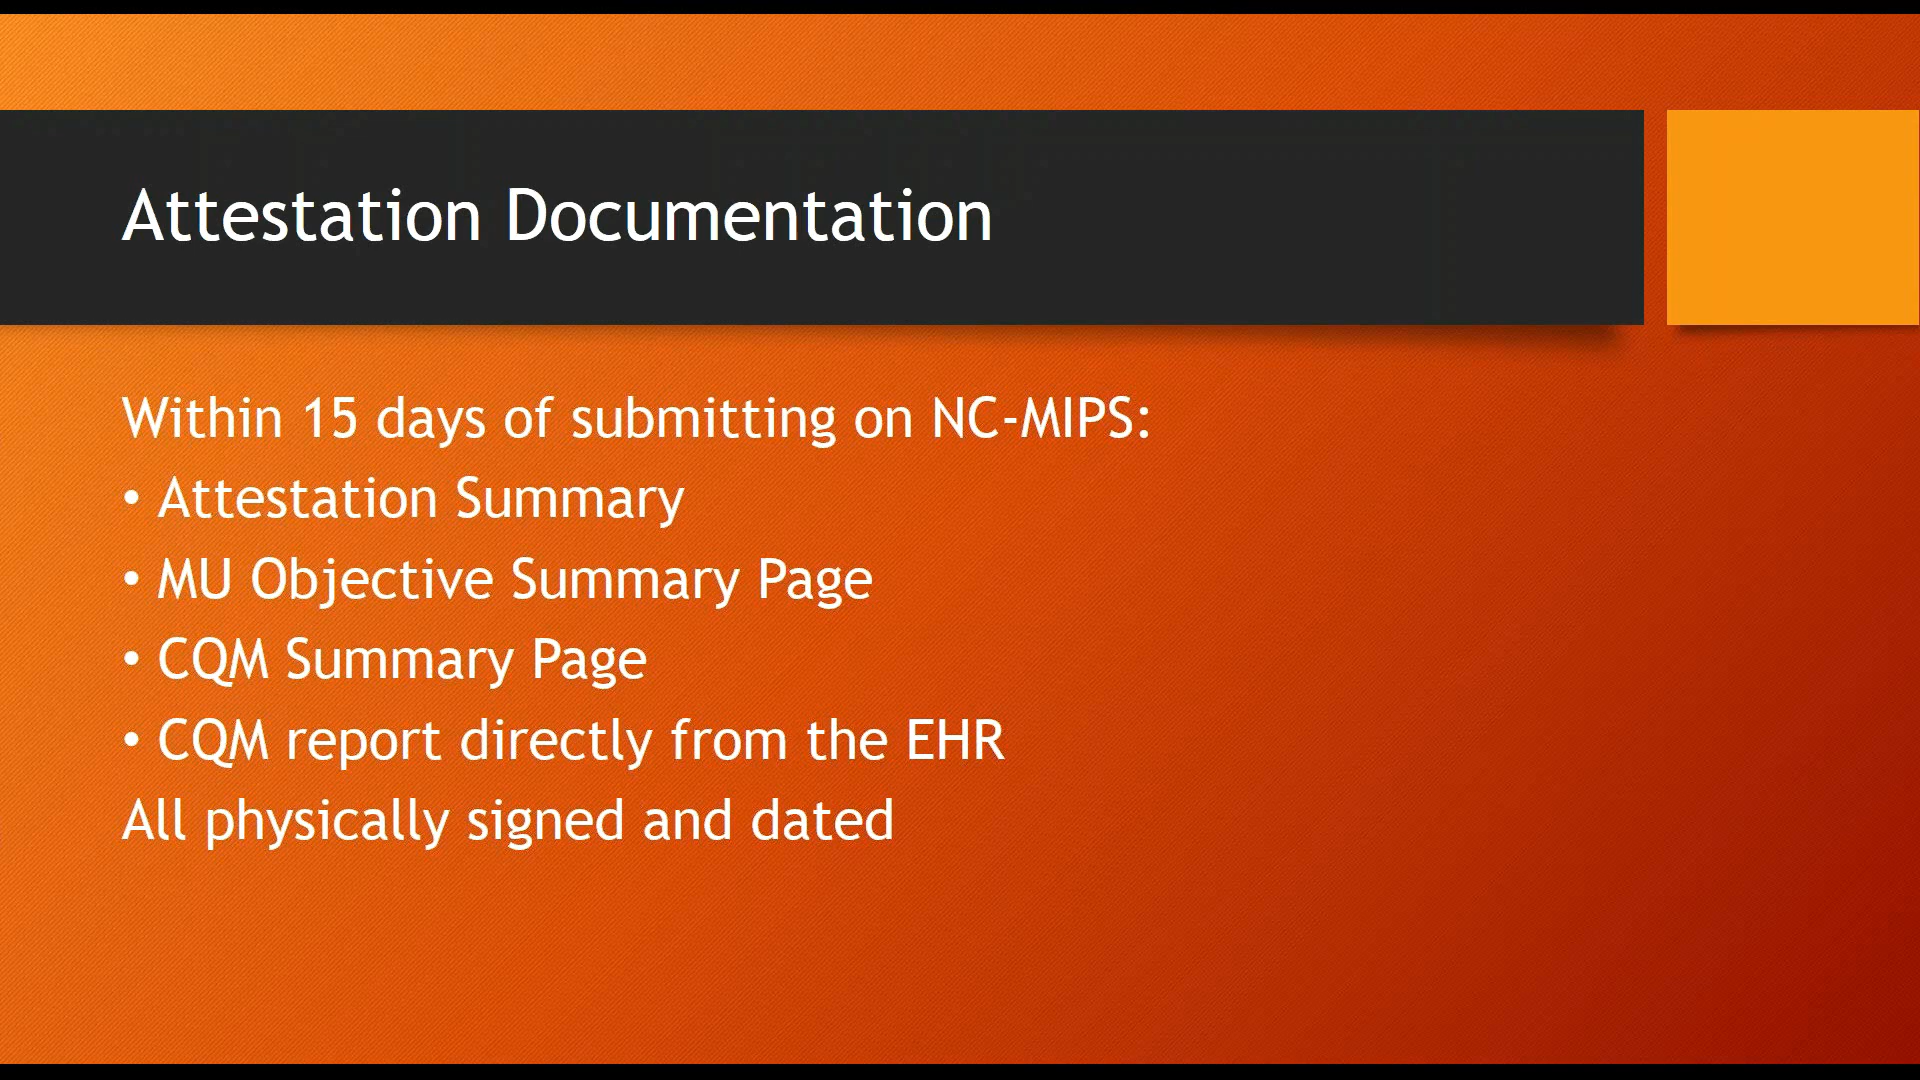 Attestation Documentation
Within 15 days of submitting on NC-MIPS:
• Attestation Summary
• MU Objective Summary Page
• CQM Summary Page
• CQM report directly from the EHR
All physically signed and dated